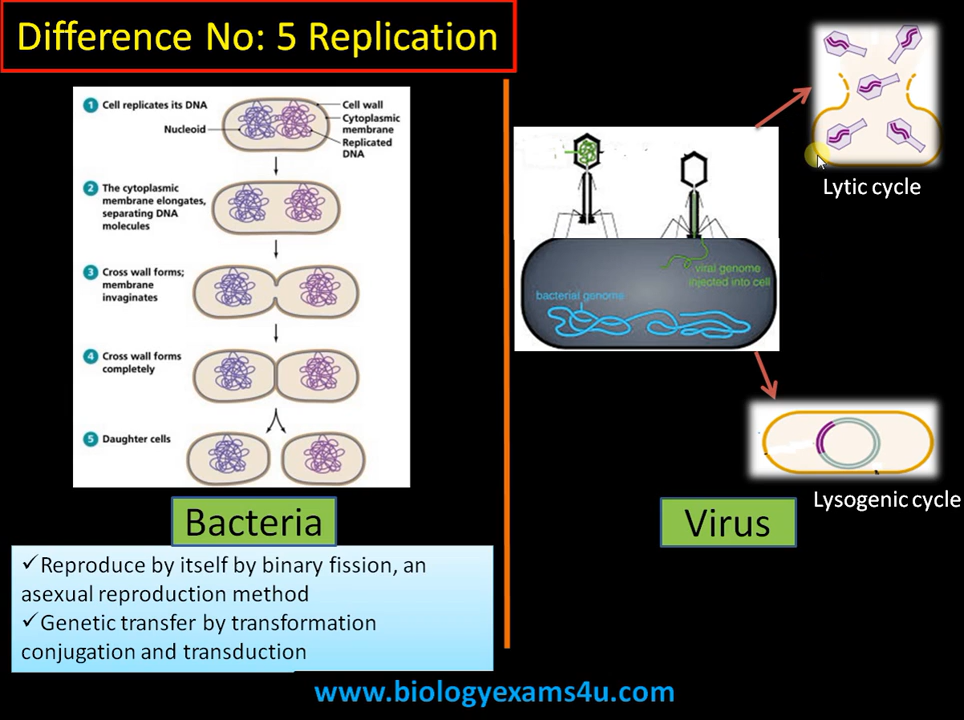 Difference No: 5 Replication
1 Cell replicates its DNA
Nucleoid
Cell wall
Cytoplasmic
membrane
Replicated
DNA
2 The cytoplasmic
membrane elongates,
separating DNA
molecules
3 Cross wall forms;
membrane
invaginates
4 Cross wall forms
completely
5 Daughter cells
Bacteria
✓Reproduce by itself by binary fission, an
asexual reproduction method
✓Genetic transfer by transformation
conjugation and transduction
viral genome
injected into cell
bacterial genome
Lytic cycle
Lysogenic cycle
Virus
www.biologyexams4u.com